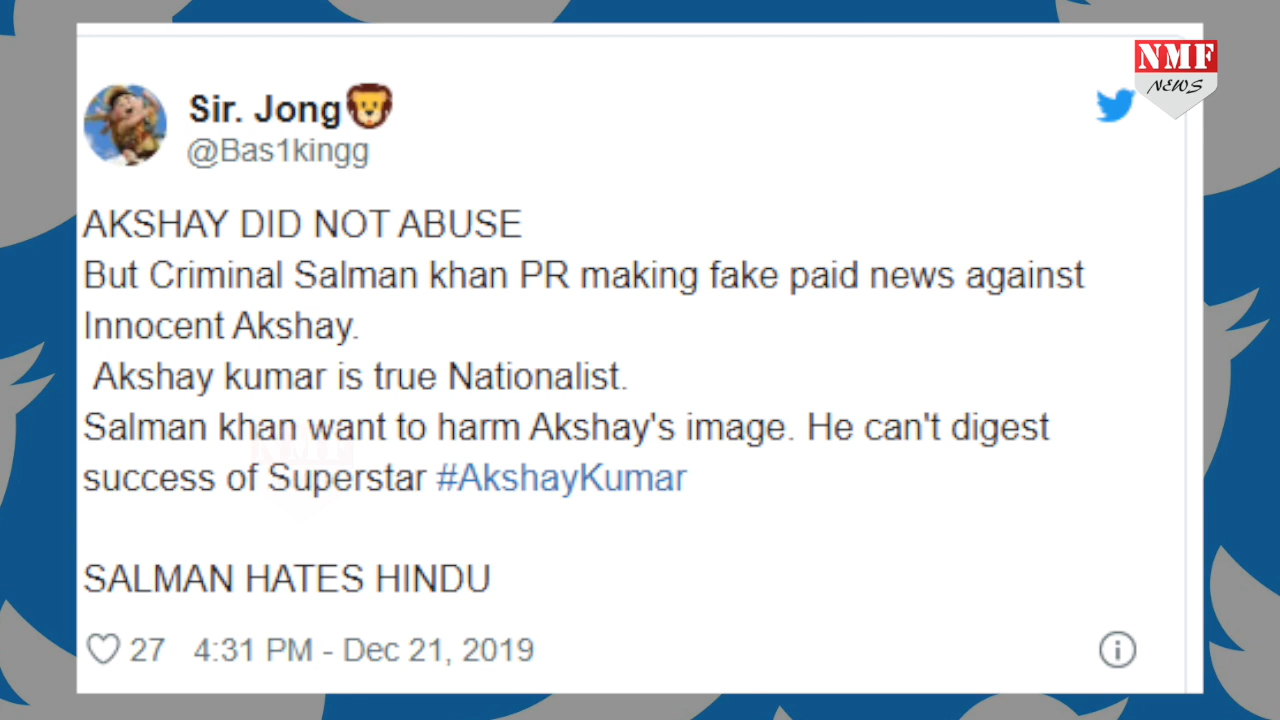 NMF
NEWS
Sir. Jong
@Bas1kingg
AKSHAY DID NOT ABUSE
But Criminal Salman khan PR making fake paid news against
Innocent Akshay.
Akshay kumar is true Nationalist.
Salman khan want to harm Akshay's image. He can't digest
success of Superstar #AkshayKumar
SALMAN HATES HINDU
27 4:31 PM - Dec 21, 2019